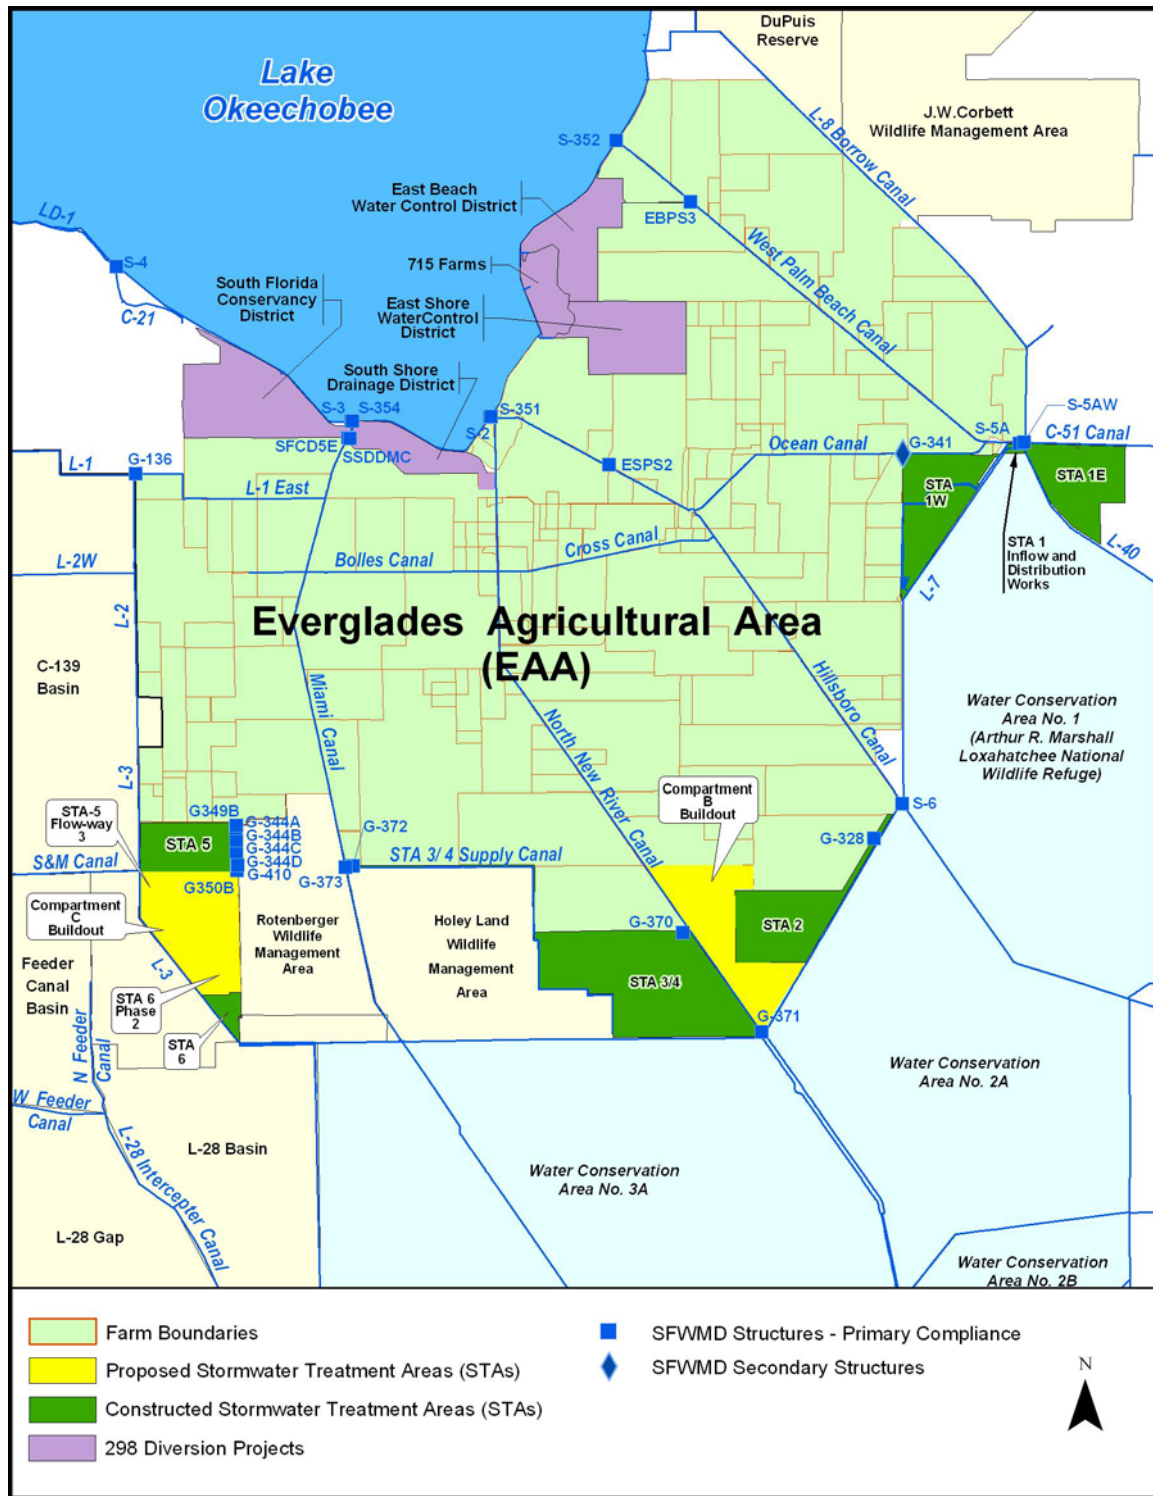 DuPuis
Reserve
Lake
Okeechobee
L-8 Borrow Canal
J.W.Corbett
Wildlife Management Area
S-352
East Beach
Water Control District
EBPS3
LD-1
West Palm Beach Canal
S-4
715 Farms
South Florida
Conservancy
District
C-21
East Shore
WaterControl
District
South Shore
Drainage District
S-3
S-354
S-351
S-2
S-5AW
S-5A
C-51 Canal
SFCD5E
SSDDMC
Ocean Canal
G-341
L-1
G-136
ESPS2
STA
1W
STA 1E
L-1 East
Cross Canal
STA 1
Inflow and
Distribution
Works
L-40
L-2W
Bolles Canal
L-7
L-2
Everglades Agricultural Area
(EAA)
C-139
Basin
Miami Canal
North New River Canal
Hillsboro Canal
Water Conservation
Area No. 1
(Arthur R. Marshall
Loxahatchee National
Wildlife Refuge)
L-3
Compartment
B
Buildout
STA-5
Flow-way
3
G349B
G-344A
G-344B
G-344C
G-344D
G-410
G350B
STA 5
S-6
G-372
G-328
S&M Canal
STA 3/ 4 Supply Canal
G-373
Compartment
C
Buildout
Rotenberger
Wildlife
Management
Area
Holey Land
Wildlife
Management
Area
G-370
STA 2
L-3
Feeder
Canal
Basin
STA 6
Phase
2
STA 3/4
G-371
STA
6
N Feeder
Canal
Water Conservation
Area No. 2A
W Feeder
Canal
L-28 Intercepter Canal
L-28 Basin
Water Conservation
Area No. 3A
L-28 Gap
Water Conservation
Area No. 2B
Farm Boundaries
Proposed Stormwater Treatment Areas (STAs)
Constructed Stormwater Treatment Areas (STAs)
298 Diversion Projects
SFWMD Structures - Primary Compliance
SFWMD Secondary Structures
N